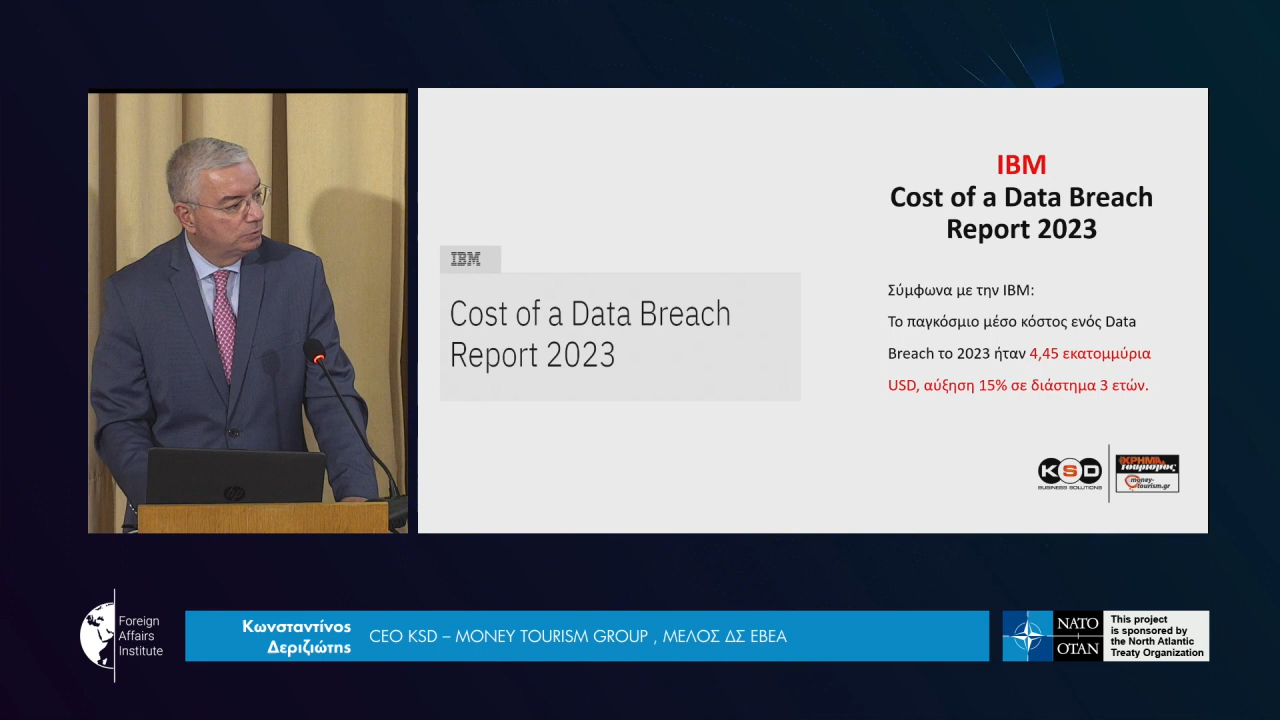 IBM
Cost of a Data Breach
Report 2023
IBM
Cost of a Data Breach
Report 2023
Σύμφωνα με την IBM:
Το παγκόσμιο μέσο κόστος ενός Data
Breach το 2023 ήταν 4,45 εκατομμύρια
USD, αύξηση 15% σε διάστημα 3 ετών.
KSD
BUSINESS SOLUTIONS
ΧΡΗΜΑ &
τουρισμος
money-
tourism.gr
hp
Foreign
Affairs
Institute
Κωνσταντίνος
Δεριζιώτης
CEO KSD – MONEY TOURISM GROUP , ΜΕΛΟΣ ΔΣ ΕΒΕΑ
NATO
OTAN
This project
is sponsored by
the North Atlantic
Treaty Organization